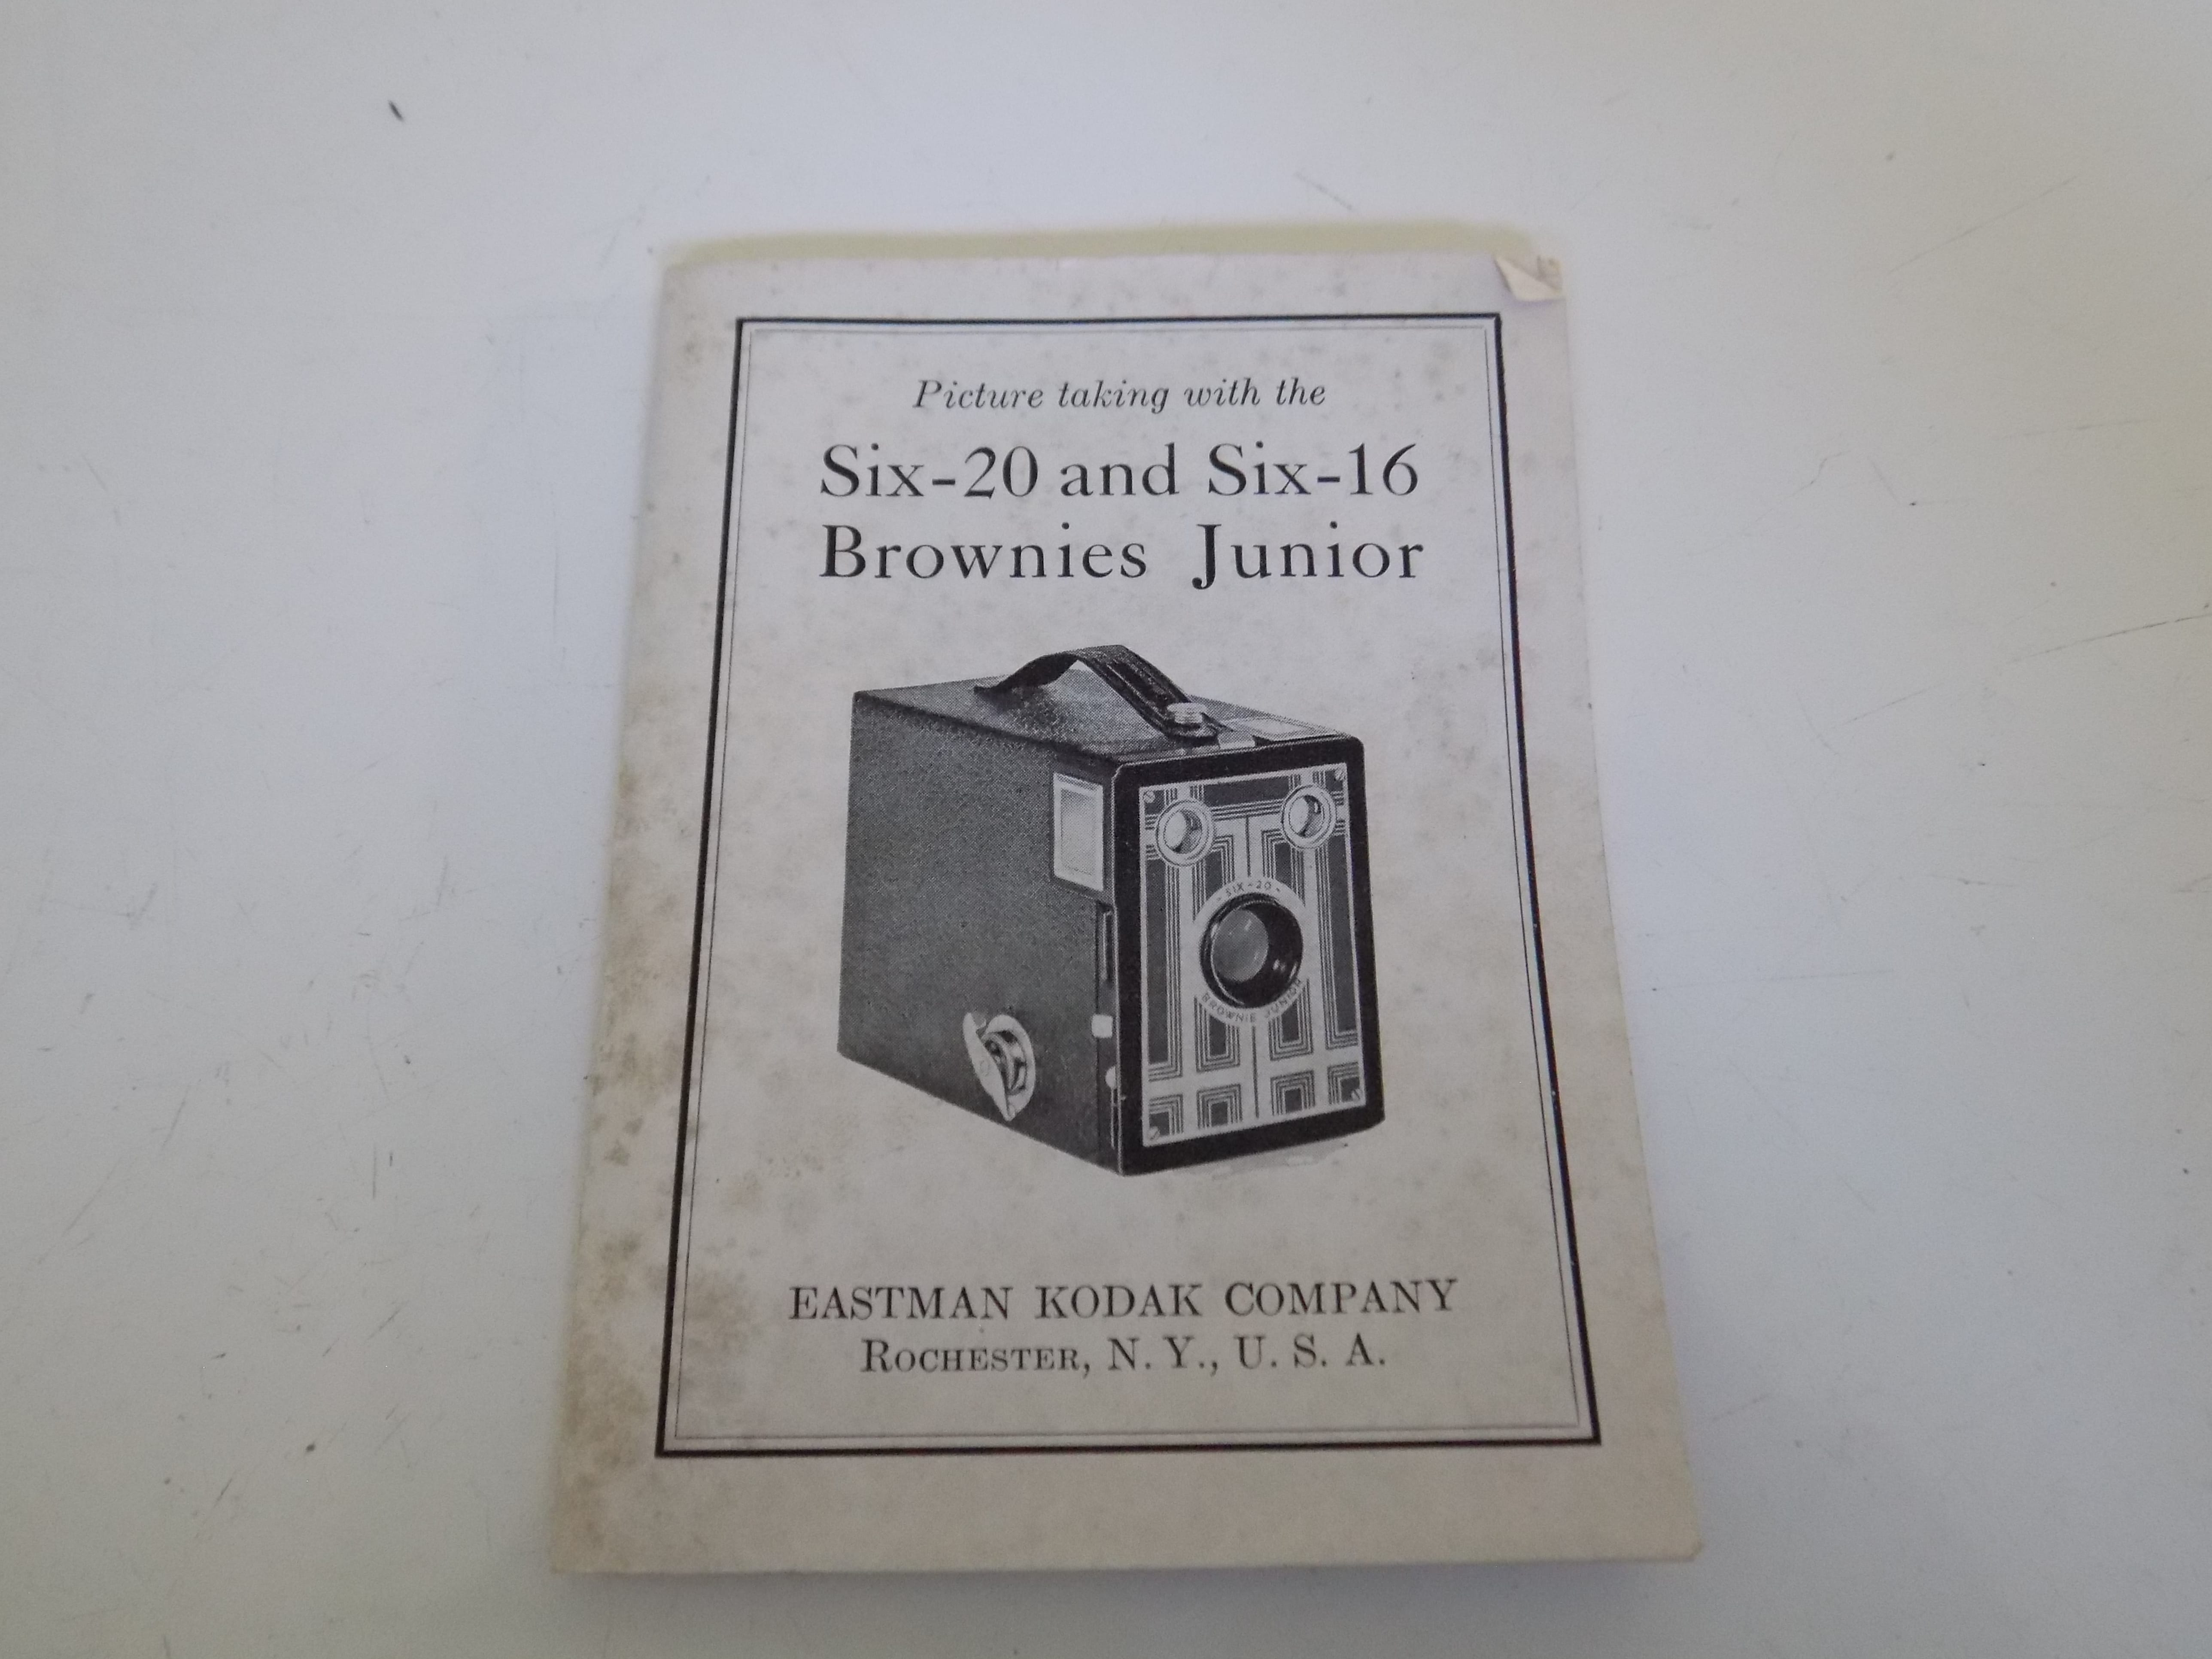 Picture taking with the
Six-20 and Six-16
Brownies Junior
SIX-20
BROWNIE JUNIOR
EASTMAN KODAK COMPANY
ROCHESTER, N. Y., U. S. A.